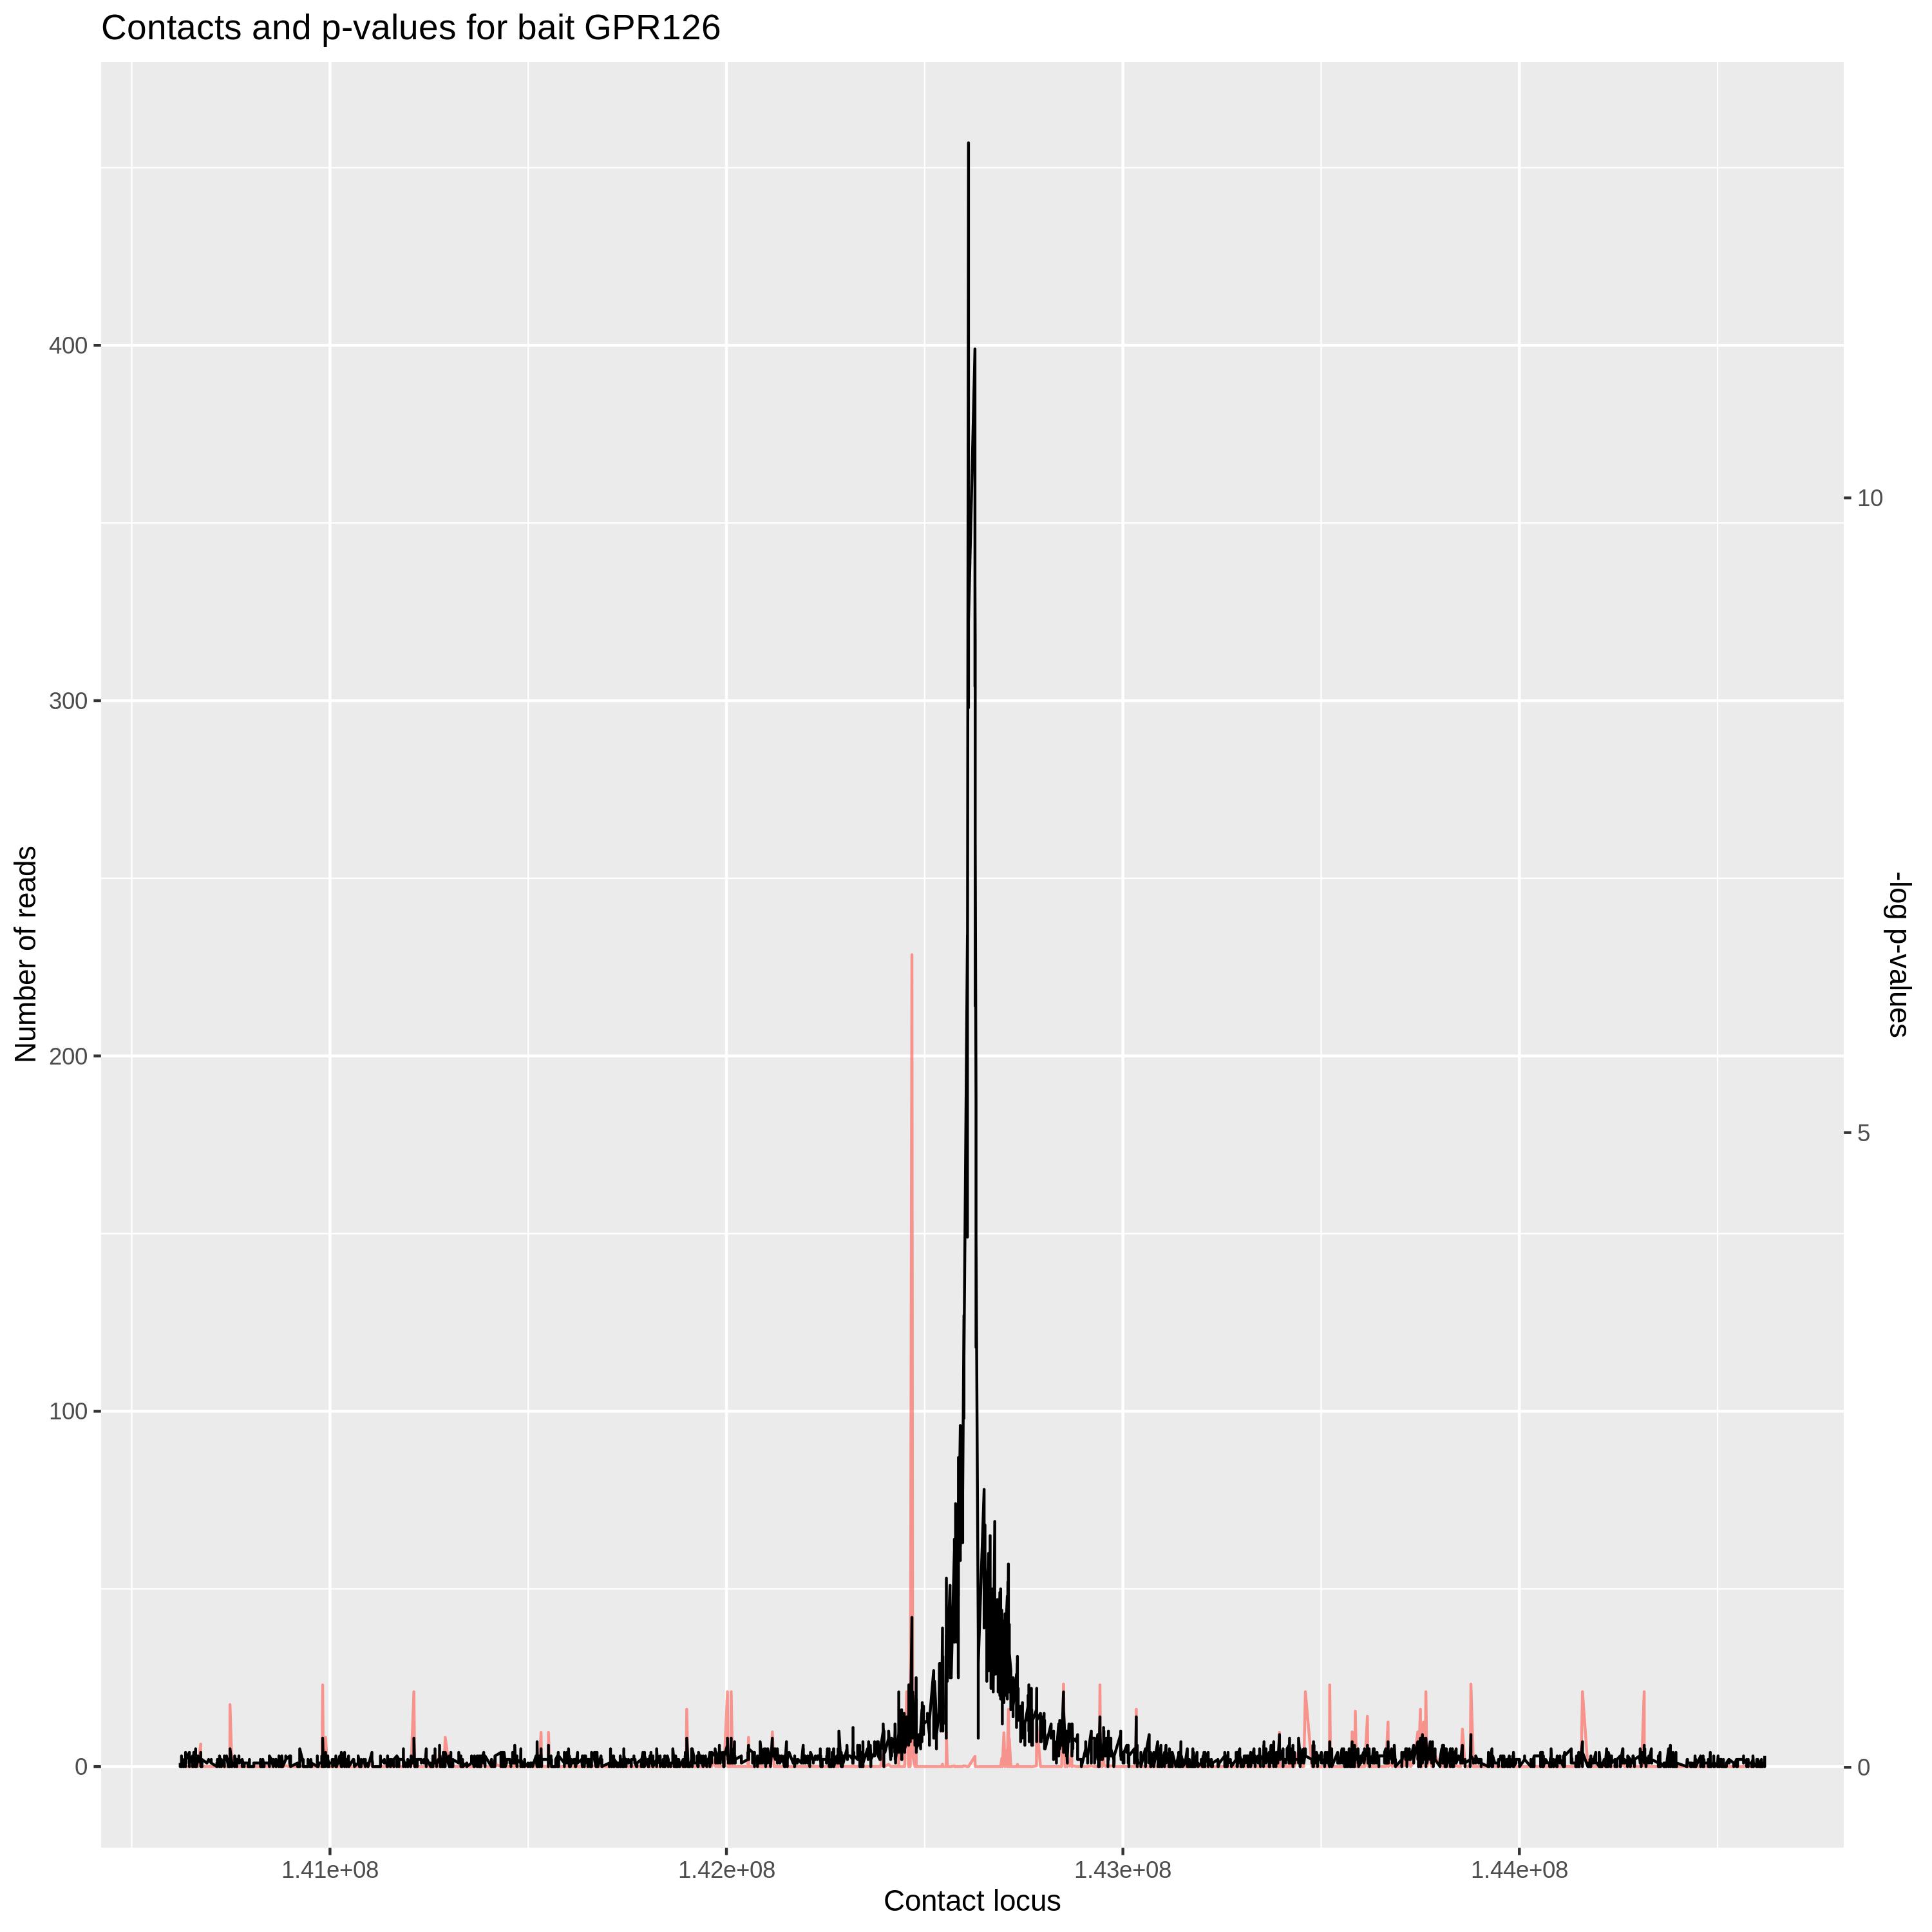 Contacts and p-values for bait GPR126
400
300
200
100
0
Number of reads
10
5
0
-log p-values
1.41e+08
1.42e+08
1.43e+08
1.44e+08
Contact locus